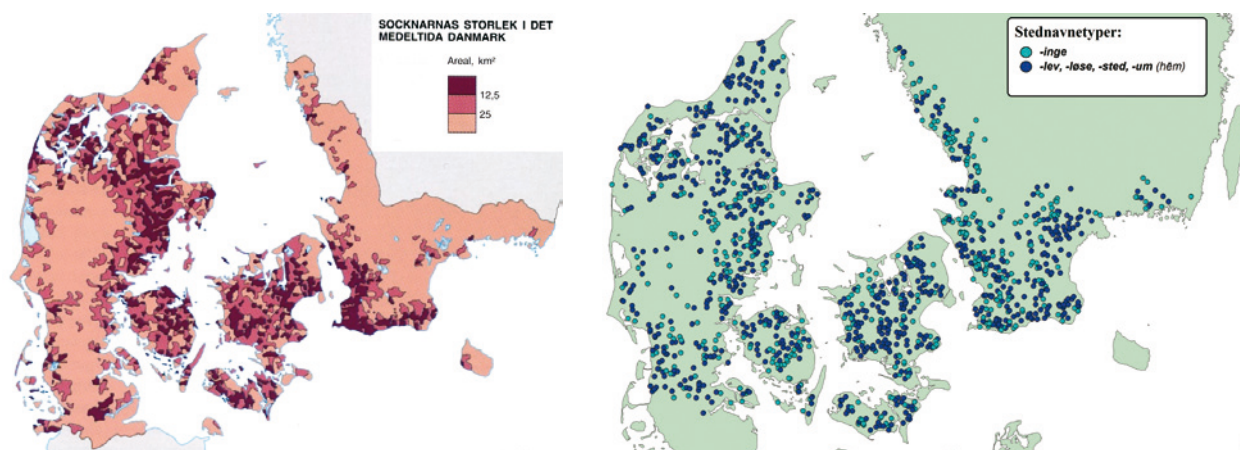 SOCKNARNAS STORLEK I DET
MEDELTIDA DANMARK
Areal, km²
12,5
25
Stednavnetyper:
-inge
-lev, -løse, -sted, -um (hēm)